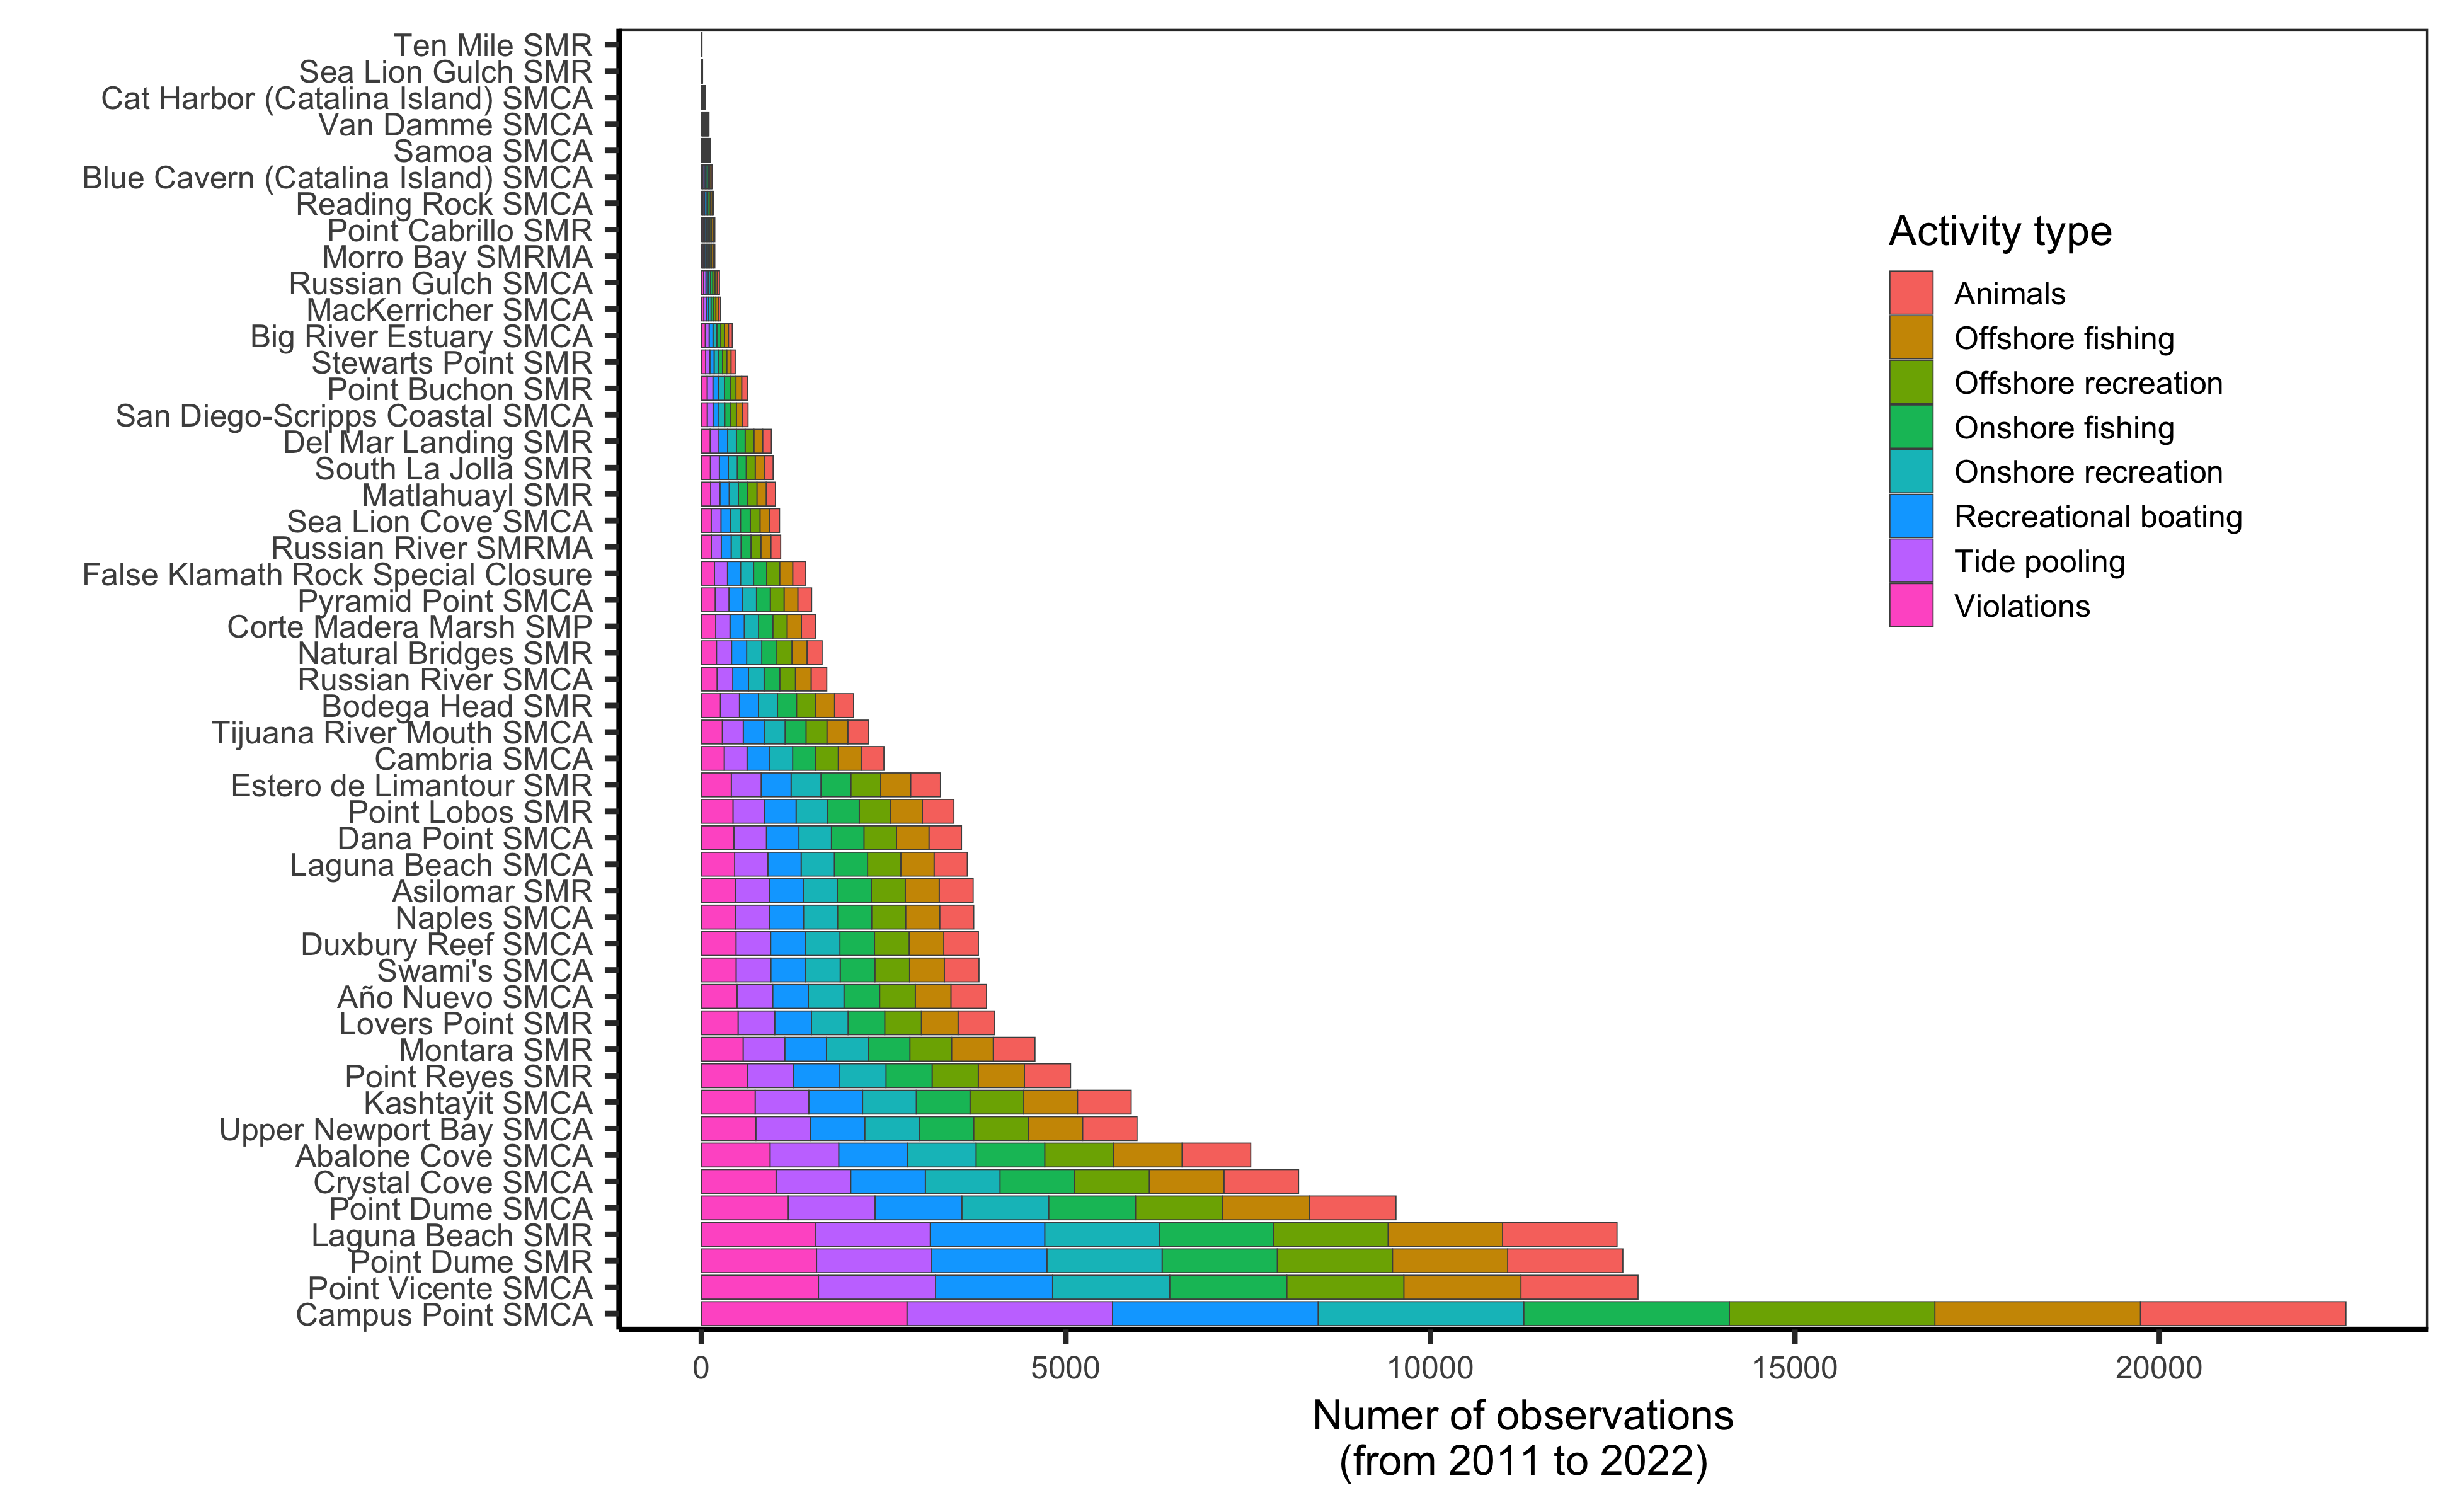 Ten Mile SMR
Sea Lion Gulch SMR
Cat Harbor (Catalina Island) SMCA
Van Damme SMCA
Samoa SMCA
Blue Cavern (Catalina Island) SMCA
Reading Rock SMCA
Point Cabrillo SMR
Morro Bay SMRMA
Russian Gulch SMCA
MacKerricher SMCA
Big River Estuary SMCA
Stewarts Point SMR
Point Buchon SMR
San Diego-Scripps Coastal SMCA
Del Mar Landing SMR
South La Jolla SMR
Matlahuayl SMR
Sea Lion Cove SMCA
Russian River SMRMA
False Klamath Rock Special Closure
Pyramid Point SMCA
Corte Madera Marsh SMP
Natural Bridges SMR
Russian River SMCA
Bodega Head SMR
Tijuana River Mouth SMCA
Cambria SMCA
Estero de Limantour SMR
Point Lobos SMR
Dana Point SMCA
Laguna Beach SMCA
Asilomar SMR
Naples SMCA
Duxbury Reef SMCA
Swami's SMCA
Año Nuevo SMCA
Lovers Point SMR
Montara SMR
Point Reyes SMR
Kashtayit SMCA
Upper Newport Bay SMCA
Abalone Cove SMCA
Crystal Cove SMCA
Point Dume SMCA
Laguna Beach SMR
Point Dume SMR
Point Vicente SMCA
Campus Point SMCA
Activity type
Animals
Offshore fishing
Offshore recreation
Onshore fishing
Onshore recreation
Recreational boating
Tide pooling
Violations
0 5000 10000 15000 20000
Numer of observations
(from 2011 to 2022)